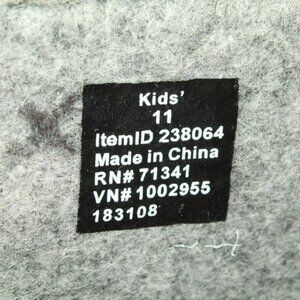 Kids'
11
ItemID 238064
Made in China
RN# 71341
VN# 1002955
183108